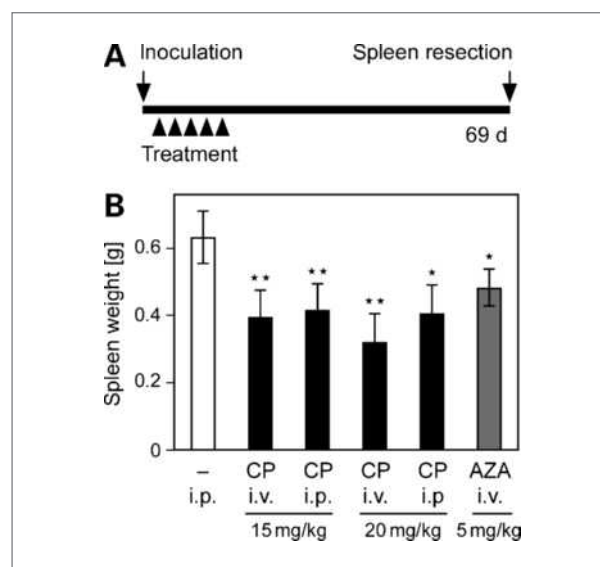 A
Inoculation Spleen resection
Treatment 69 d
B
Spleen weight [g]
0.6
0.4
0.2
0
** ** ** * *
– CP CP CP CP AZA
i.p. i.v. i.p. i.v. i.p i.v.
15 mg/kg 20 mg/kg 5 mg/kg